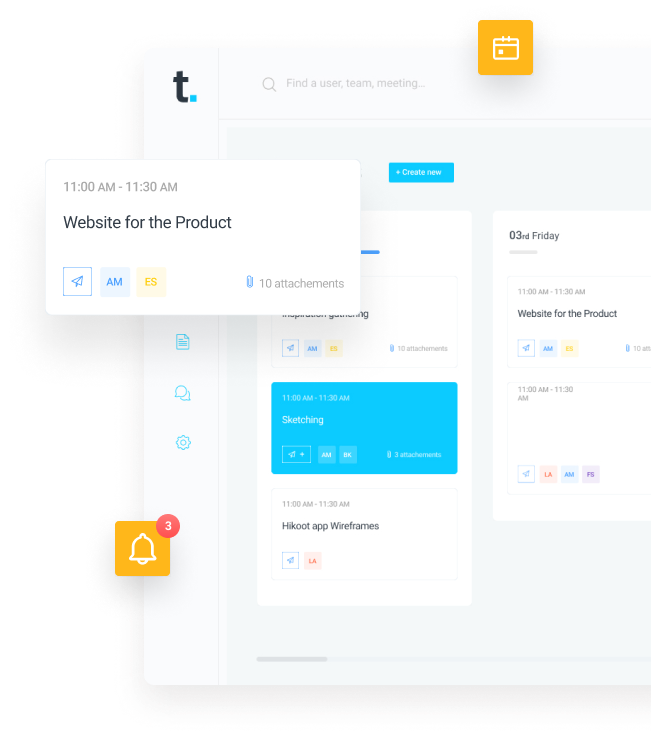 t.
Find a user, team, meeting...
+ Create new
11:00 AM - 11:30 AM
Website for the Product
AM
ES
10 attachements
Inspiration gathering
AM
ES
10 attachements
11:00 AM - 11:30 AM
Sketching
+
AM
BK
3 attachements
11:00 AM - 11:30 AM
Hikoot app Wireframes
LA
03rd Friday
11:00 AM - 11:30 AM
Website for the Product
AM
ES
10 att
11:00 AM - 11:30
AM
LA
AM
FS
3